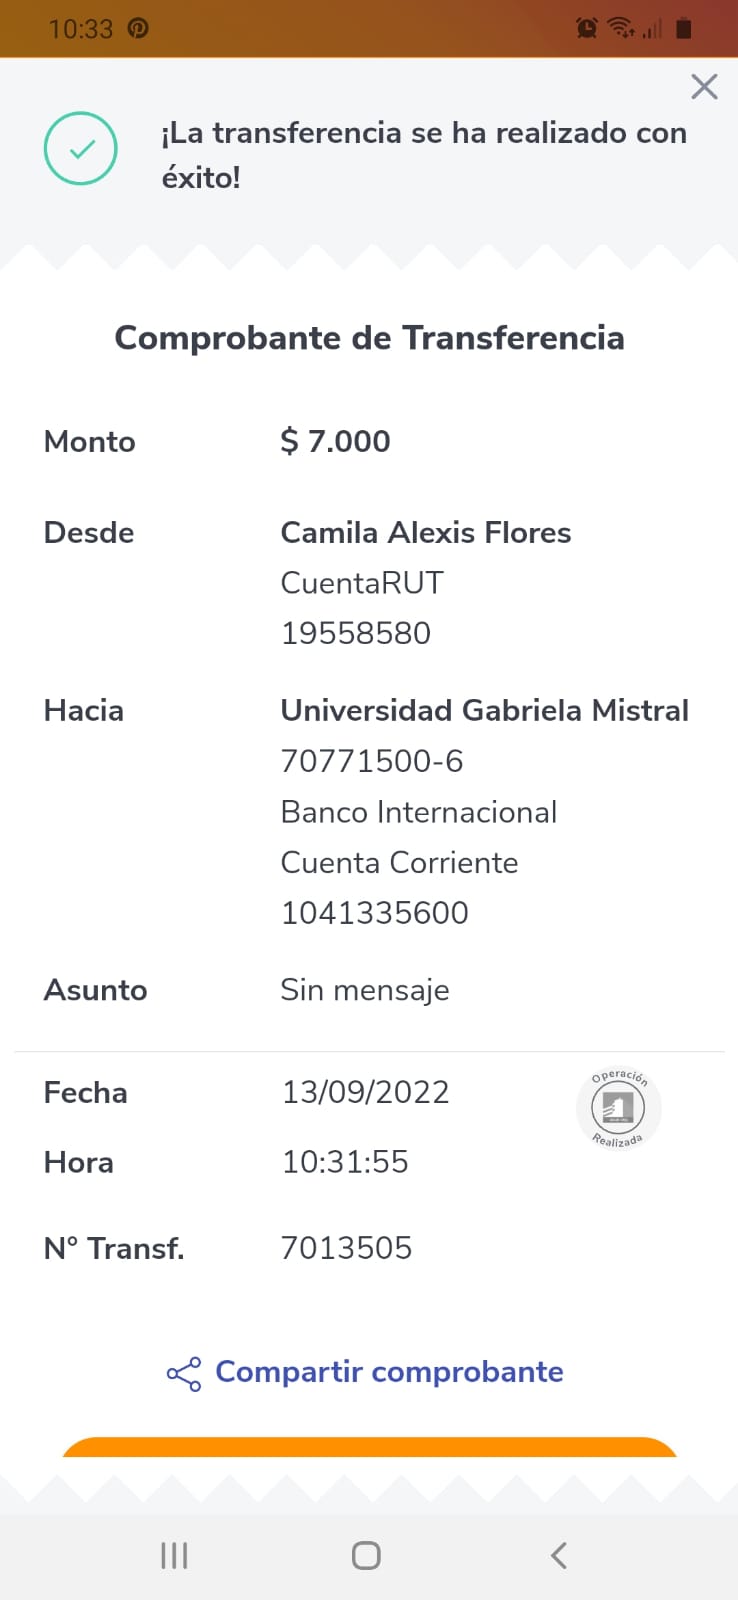 10:33
¡La transferencia se ha realizado con
éxito!
Comprobante de Transferencia
Monto $ 7.000
Desde Camila Alexis Flores
CuentaRUT
19558580
Hacia Universidad Gabriela Mistral
70771500-6
Banco Internacional
Cuenta Corriente
1041335600
Asunto Sin mensaje
Fecha 13/09/2022
Operación
Realizada
Hora 10:31:55
N° Transf. 7013505
Compartir comprobante